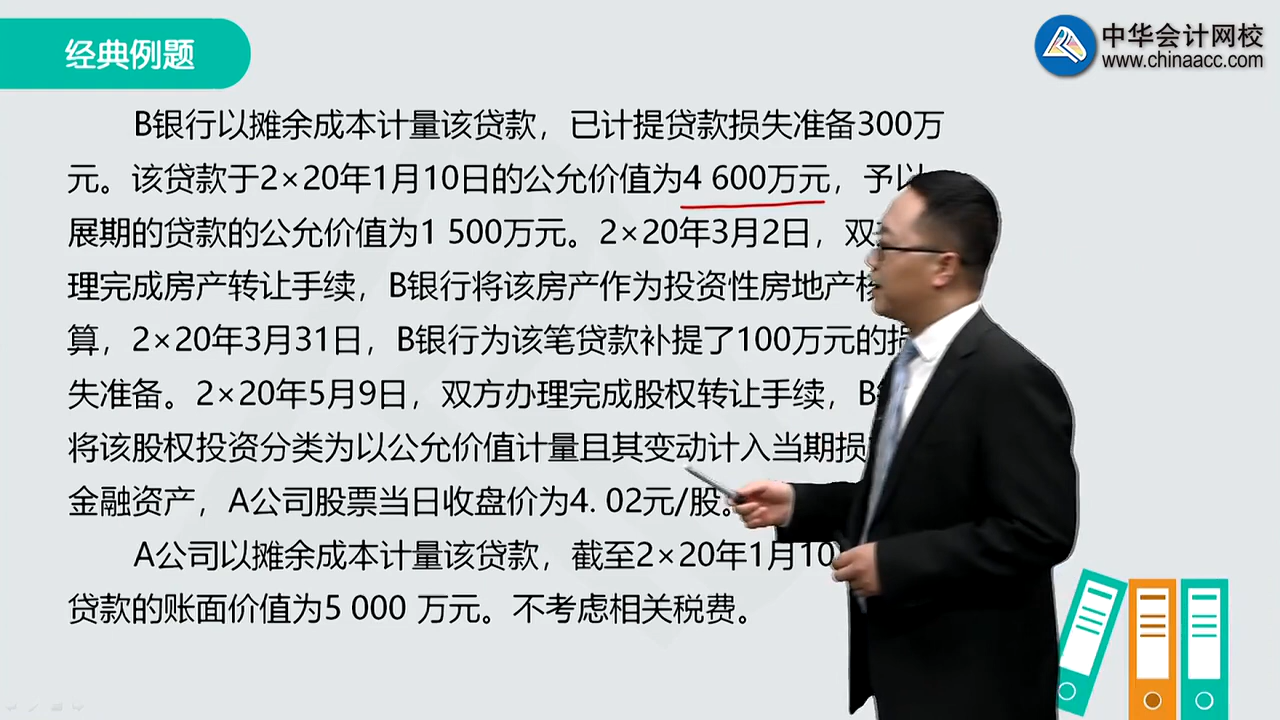 经典例题
中华会计网校
www.chinaacc.com
B银行以摊余成本计量该贷款，已计提贷款损失准备300万
元。该贷款于2×20年1月10日的公允价值为4 600万元，予以
展期的贷款的公允价值为1 500万元。2×20年3月2日，双
理完成房产转让手续，B银行将该房产作为投资性房地产核
算，2×20年3月31日，B银行为该笔贷款补提了100万元的损
失准备。2×20年5月9日，双方办理完成股权转让手续，B
将该股权投资分类为以公允价值计量且其变动计入当期损
金融资产，A公司股票当日收盘价为4. 02元/股。
A公司以摊余成本计量该贷款，截至2×20年1月10
贷款的账面价值为5 000 万元。不考虑相关税费。